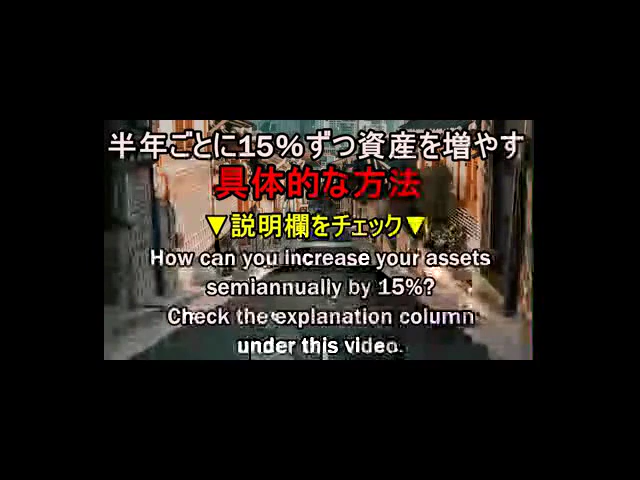 半年ごとに15%ずつ資産を増やす
具体的な方法
▼説明欄をチェック▼
How can you increase your assets
semiannually by 15%?
Check the explanation column
under this video.